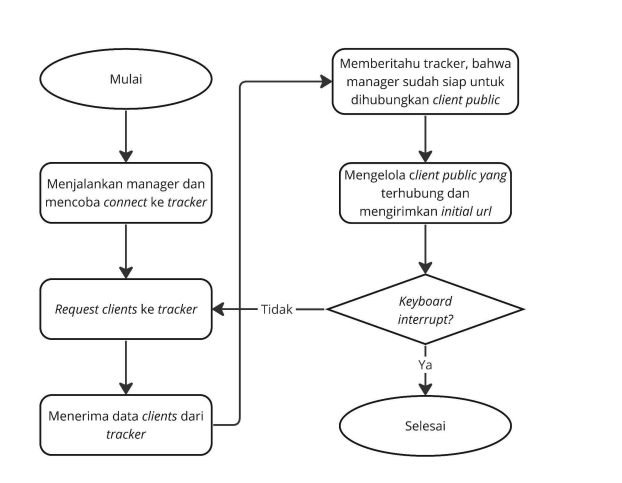 Mulai
Menjalankan manager dan
mencoba connect ke tracker
Request clients ke tracker
Menerima data clients dari
tracker
Memberitahu tracker, bahwa
manager sudah siap untuk
dihubungkan client public
Mengelola client public yang
terhubung dan
mengirimkan initial url
Keyboard
interrupt?
Tidak
Ya
Selesai